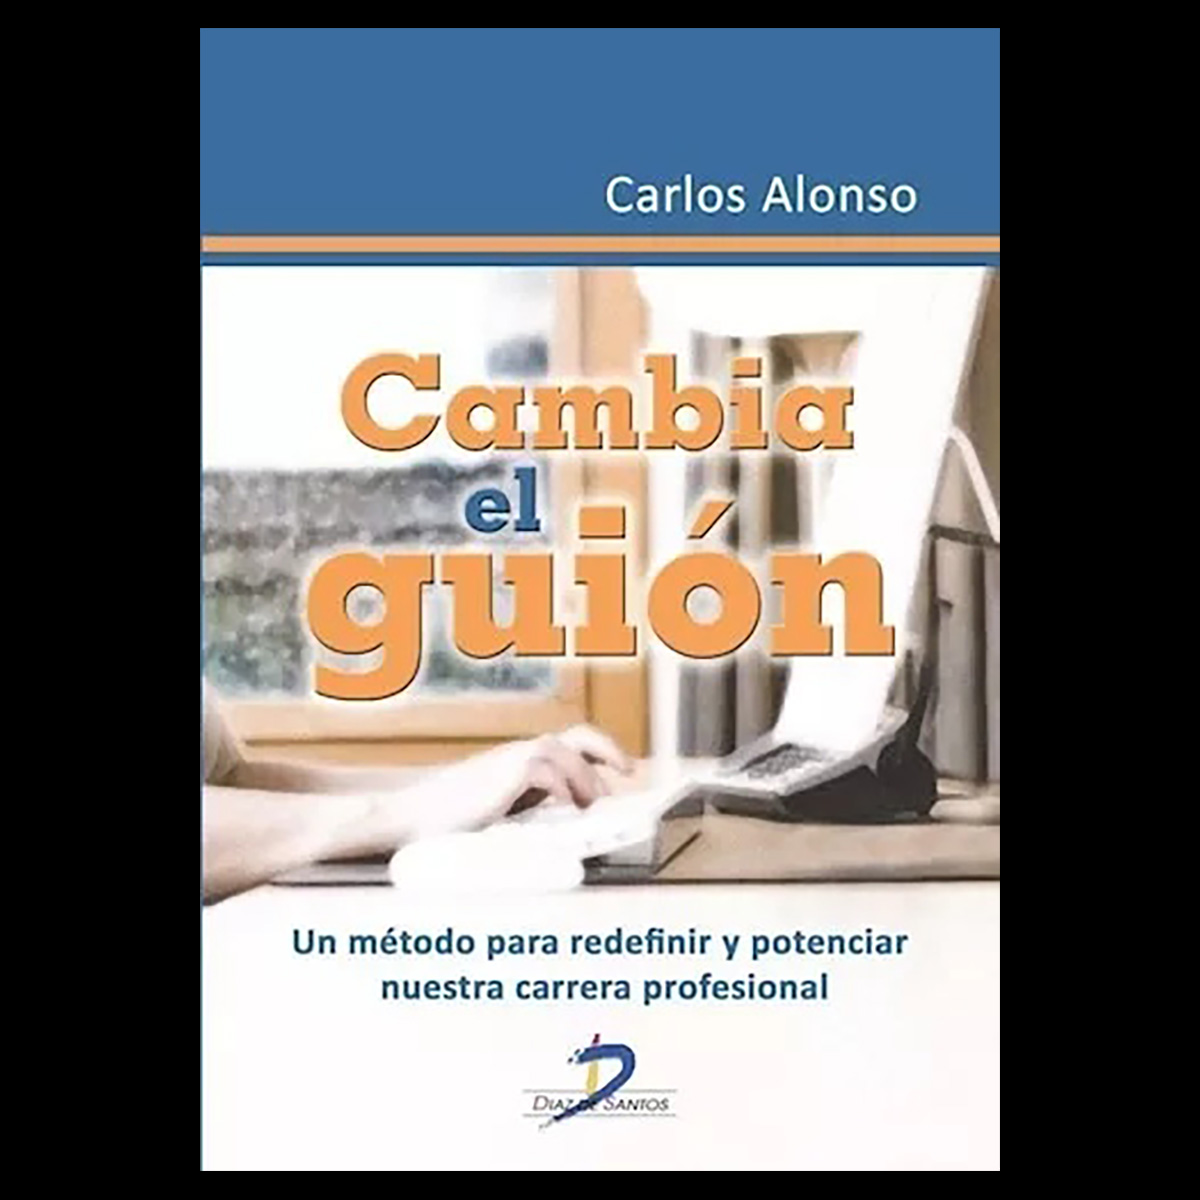 Carlos Alonso
Cambia
el
guión
Un método para redefinir y potenciar
nuestra carrera profesional
DIAZ DE SANTOS